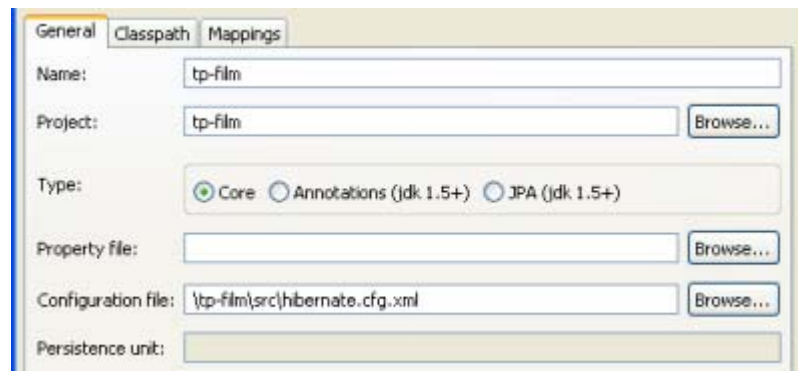 General Classpath Mappings
Name: tp-film
Project: tp-film Browse...
Type: Core Annotations (jdk 1.5+) JPA (jdk 1.5+)
Property file: Browse...
Configuration file: \tp-film\src\hibernate.cfg.xml Browse...
Persistence unit: